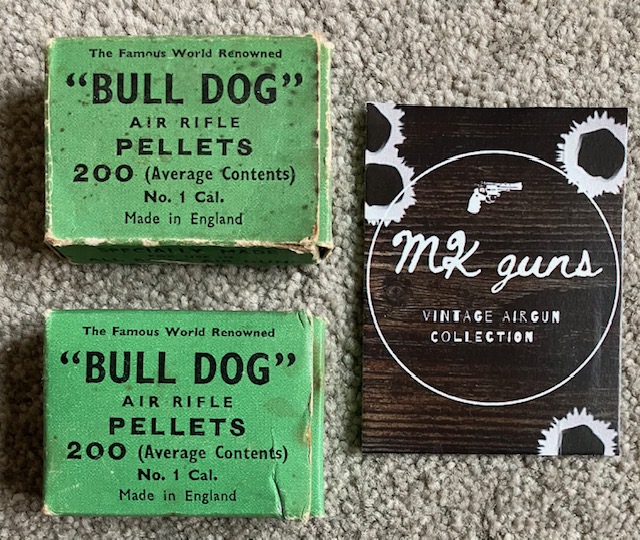 The Famous World Renowned
“BULL DOG”
AIR RIFLE
PELLETS
200 (Average Contents)
No. 1 Cal.
Made in England
The Famous World Renowned
“BULL DOG”
AIR RIFLE
PELLETS
200 (Average Contents)
No. 1 Cal.
Made in England
MK guns
VINTAGE AIRGUN
COLLECTION